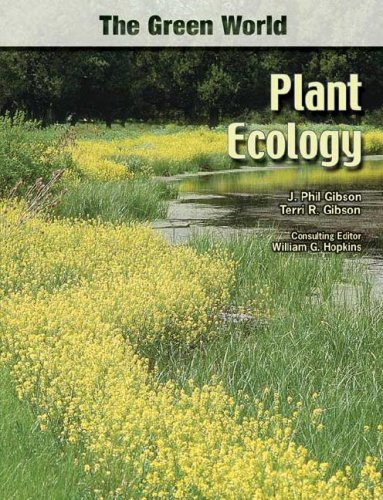 The Green World
Plant
Ecology
J. Phil Gibson
Terri R. Gibson
Consulting Editor
William G. Hopkins